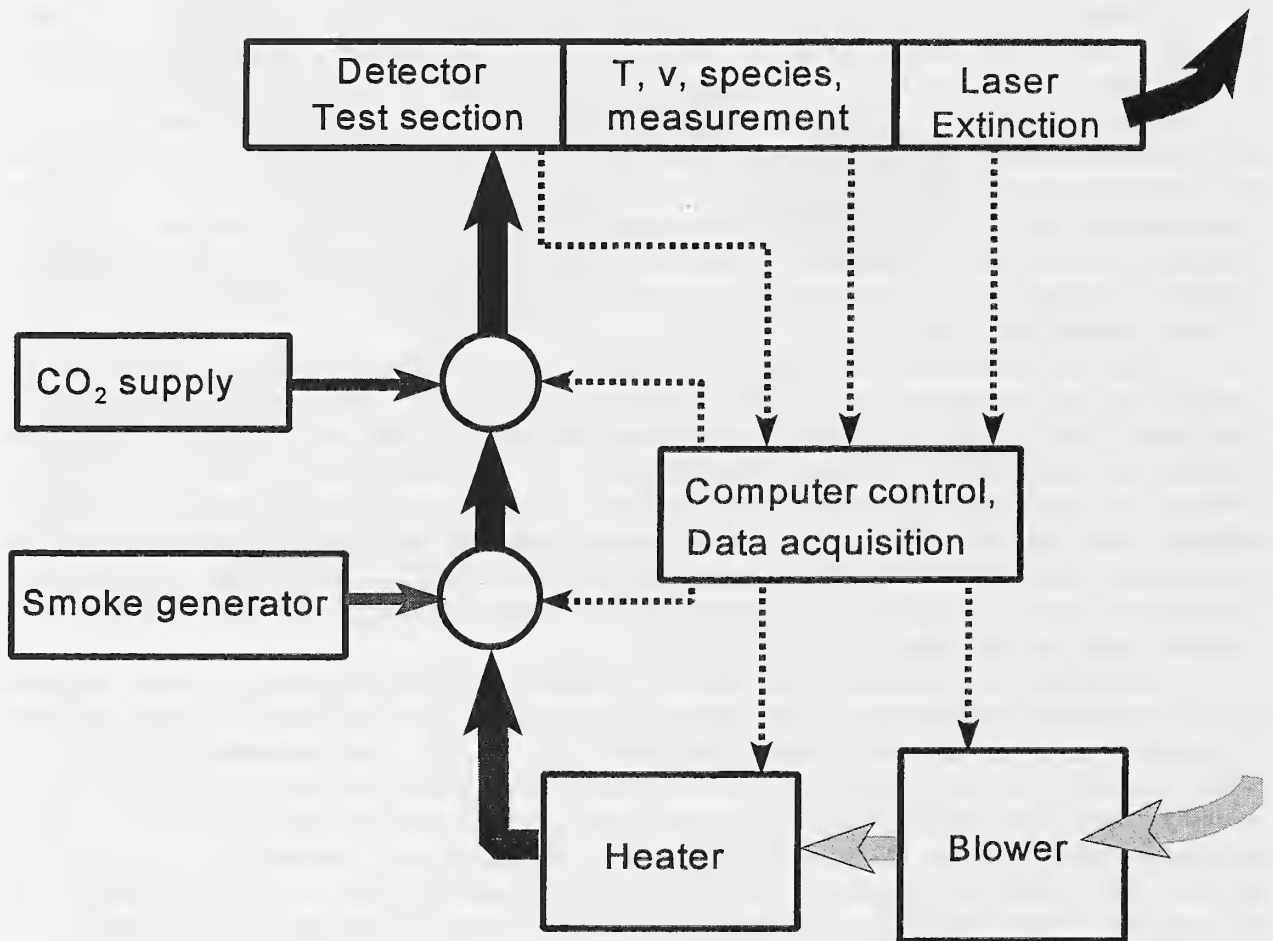 Detector
Test section
T, v, species,
measurement
Laser
Extinction
CO₂ supply
Computer control,
Data acquisition
Smoke generator
Heater
Blower